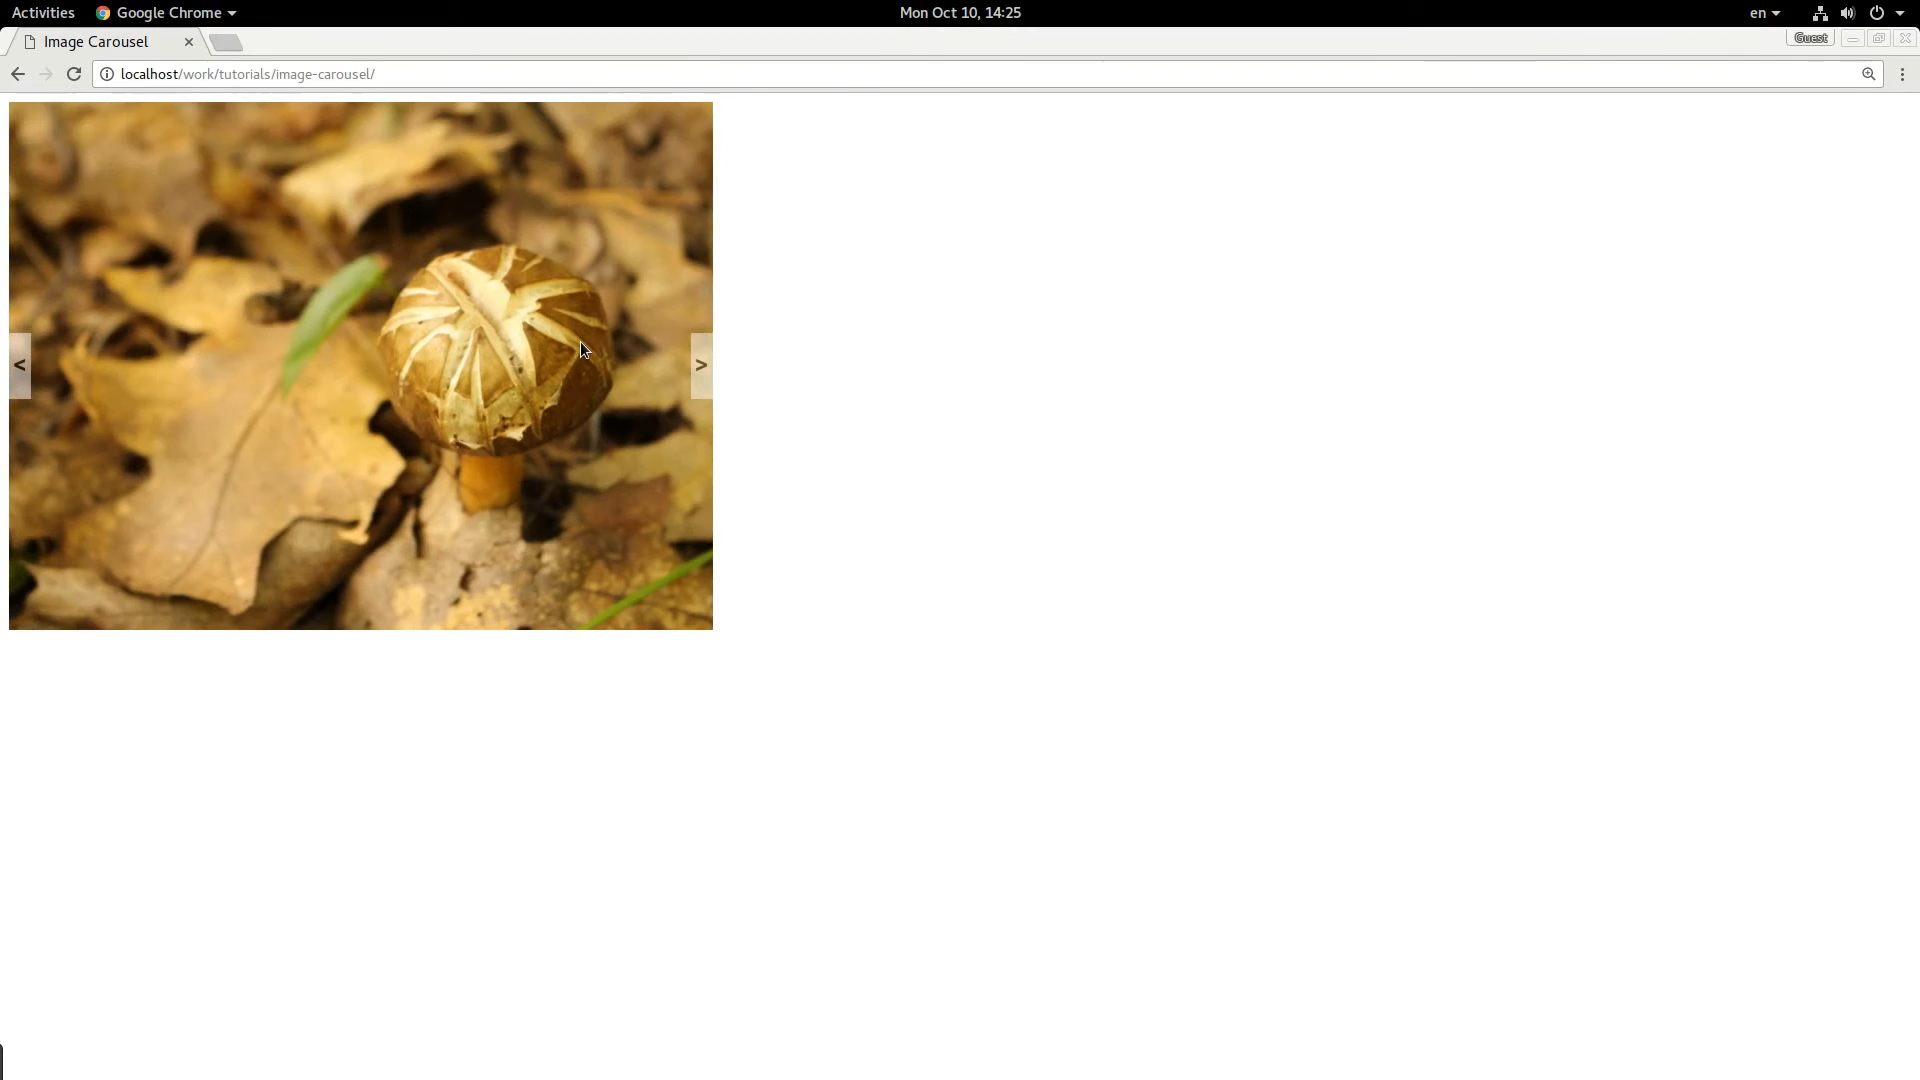 Activities Google Chrome Mon Oct 10, 14:25 en
Image Carousel Guest
localhost/work/tutorials/image-carousel/
< >